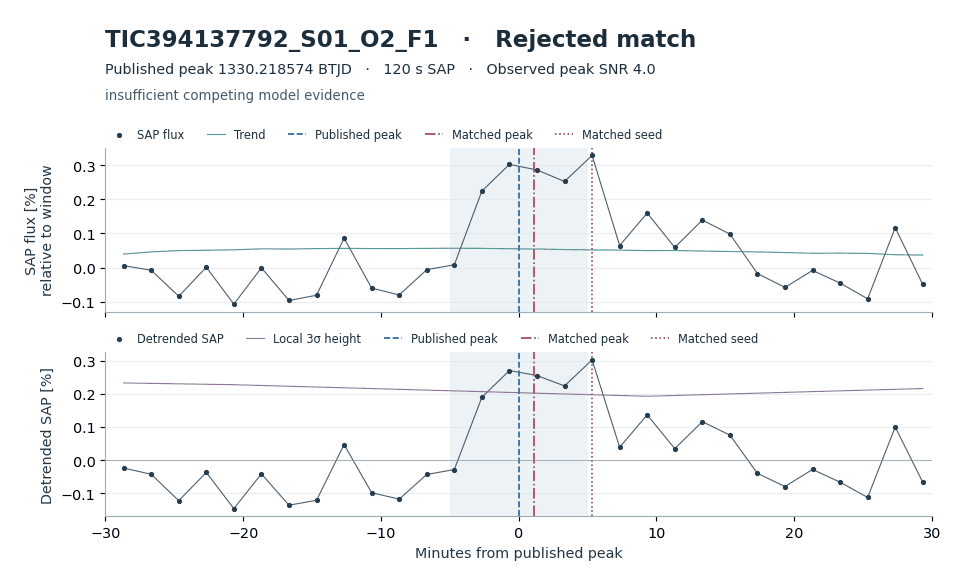 TIC394137792_S01_O2_F1 · Rejected match
Published peak 1330.218574 BTJD · 120 s SAP · Observed peak SNR 4.0
insufficient competing model evidence
SAP flux Trend Published peak Matched peak Matched seed
SAP flux [%]
relative to window
0.3
0.2
0.1
0.0
−0.1
Detrended SAP Local 3σ height Published peak Matched peak Matched seed
Detrended SAP [%]
0.3
0.2
0.1
0.0
−0.1
−30 −20 −10 0 10 20 30
Minutes from published peak